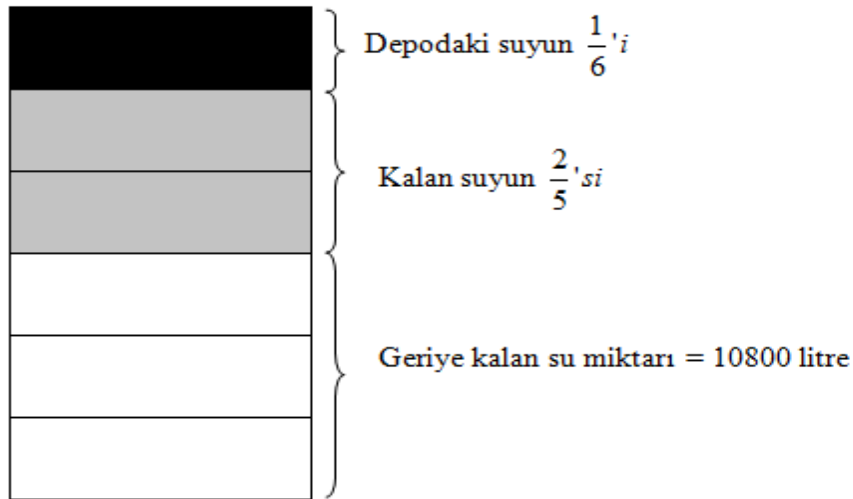 Depodaki suyun 1/6 'i
Kalan suyun 2/5 'si
Geriye kalan su miktarı = 10800 litre